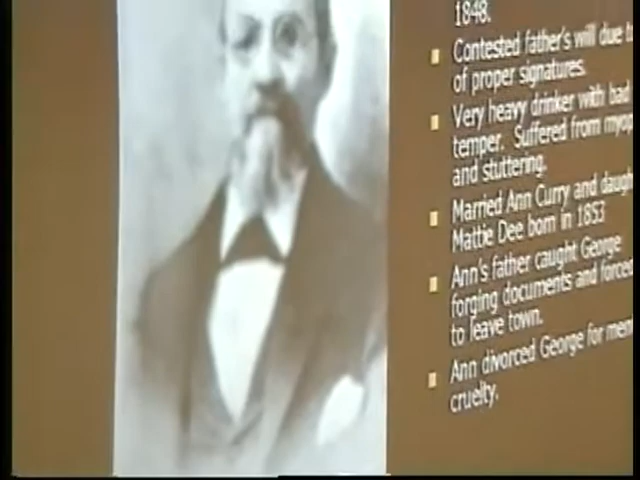 1848.
Contested father's will due
of proper signatures.
Very heavy drinker with bad
temper. Suffered from
and stuttering.
Married Ann Curry and
Mattie Dee born in 1853
Ann's father caught George
forging documents and forced
to leave town.
Ann divorced George for
cruelty.